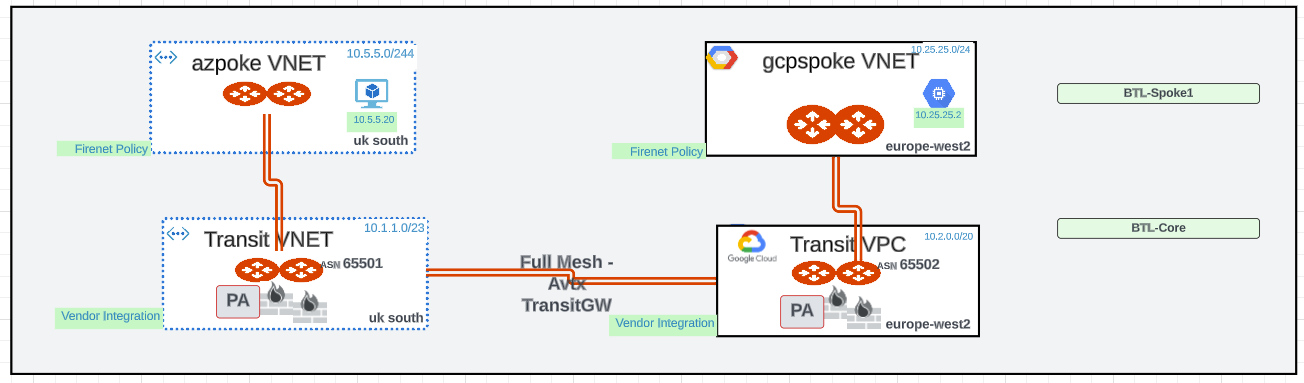 azpoke VNET
10.5.5.0/244
10.5.5.20
uk south
Firenet Policy
gcpspoke VNET
10.25.25.0/24
10.25.25.2
europe-west2
Firenet Policy
BTL-Spoke1
BTL-Core
Transit VNET
10.1.1.0/23
ASN 65501
PA
uk south
Vendor Integration
Full Mesh -
Avtx
TransitGW
Google Cloud
Transit VPC
10.2.0.0/20
ASN 65502
PA
europe-west2
Vendor Integration